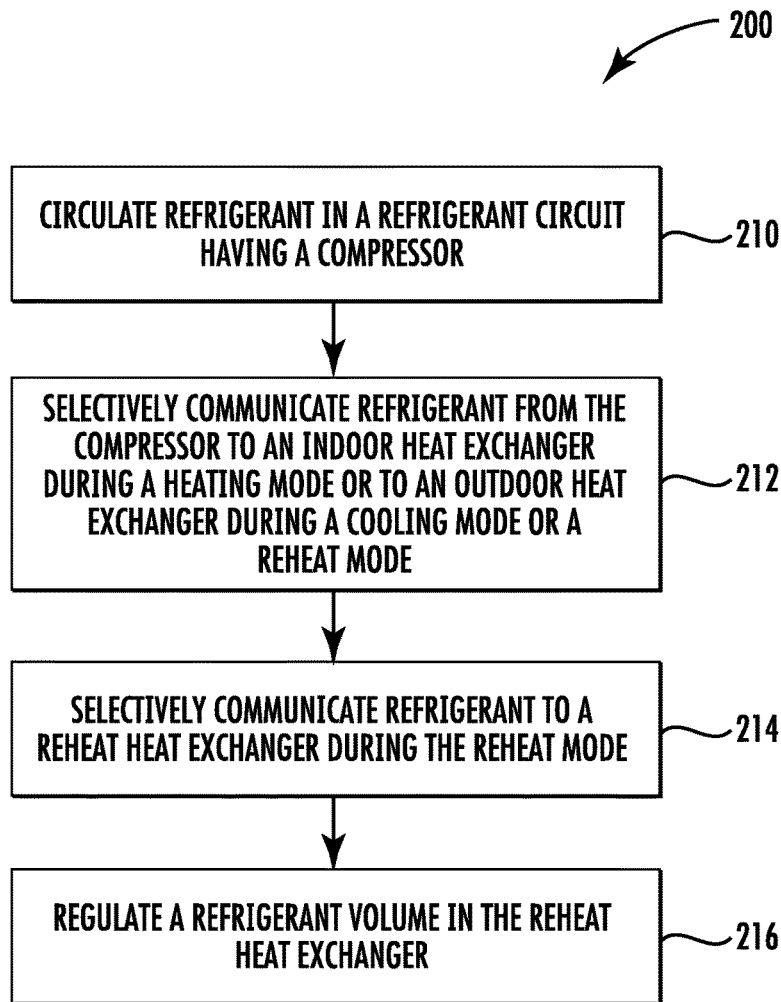 200
CIRCULATE REFRIGERANT IN A REFRIGERANT CIRCUIT
HAVING A COMPRESSOR
210
SELECTIVELY COMMUNICATE REFRIGERANT FROM THE
COMPRESSOR TO AN INDOOR HEAT EXCHANGER
DURING A HEATING MODE OR TO AN OUTDOOR HEAT
EXCHANGER DURING A COOLING MODE OR A
REHEAT MODE
212
SELECTIVELY COMMUNICATE REFRIGERANT TO A
REHEAT HEAT EXCHANGER DURING THE REHEAT MODE
214
REGULATE A REFRIGERANT VOLUME IN THE REHEAT
HEAT EXCHANGER
216